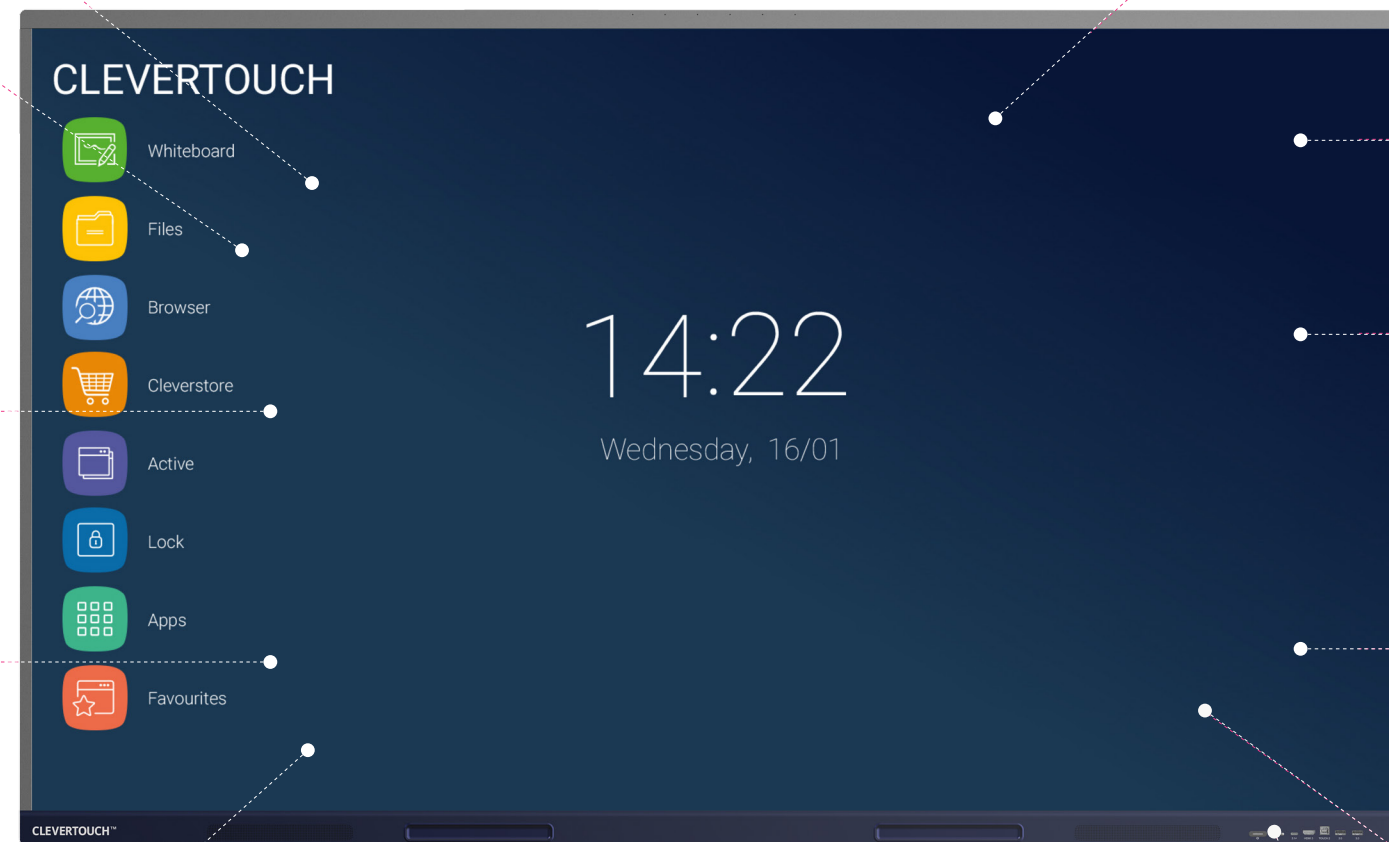 CLEVERTOUCH
Whiteboard
Files
Browser
Cleverstore
Active
Lock
Apps
Favourites
14:22
Wednesday, 16/01
CLEVERTOUCH™